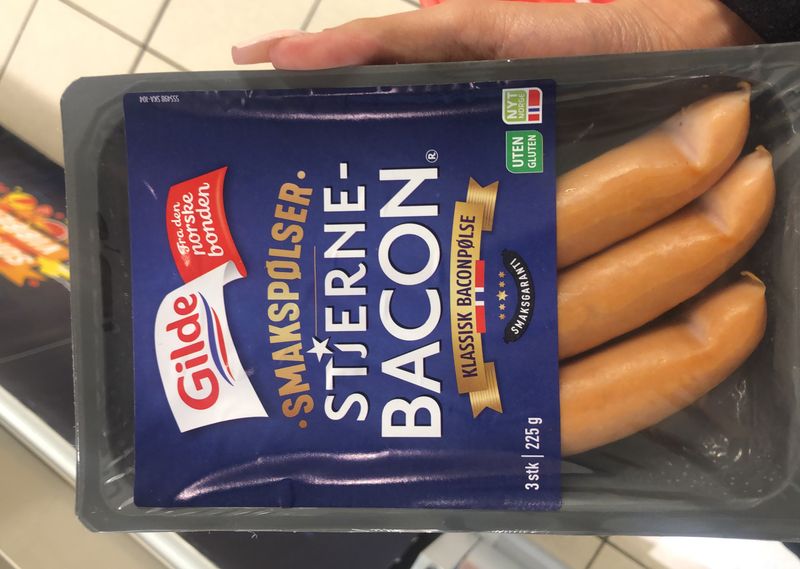 Gilde
Fra den
norske
bonden
·SMAKSPØLSER·
STJERNE-
BACON®
KLASSISK BACONPØLSE
SMAKSGARANTI
NYT
NORGE
UTEN
GLUTEN
3 stk | 225 g